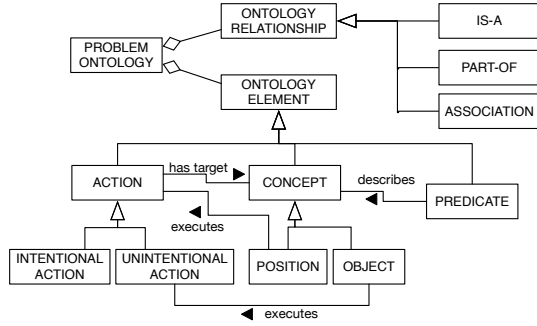 ONTOLOGY
RELATIONSHIP
IS-A
PROBLEM
ONTOLOGY
PART-OF
ONTOLOGY
ELEMENT
ASSOCIATION
has target
ACTION
CONCEPT
describes
PREDICATE
executes
INTENTIONAL
ACTION
UNINTENTIONAL
ACTION
POSITION
OBJECT
executes